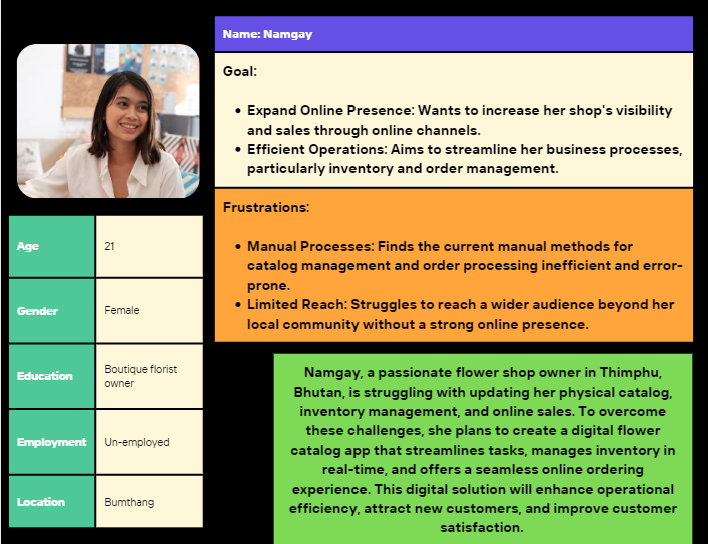 Name: Namgay
Goal:
• Expand Online Presence: Wants to increase her shop's visibility
and sales through online channels.
• Efficient Operations: Aims to streamline her business processes,
particularly inventory and order management.
Frustrations:
• Manual Processes: Finds the current manual methods for
catalog management and order processing inefficient and error-
prone.
• Limited Reach: Struggles to reach a wider audience beyond her
local community without a strong online presence.
Age 21
Gender Female
Education Boutique florist
owner
Employment Un-employed
Location Bumthang
Namgay, a passionate flower shop owner in Thimphu,
Bhutan, is struggling with updating her physical catalog,
inventory management, and online sales. To overcome
these challenges, she plans to create a digital flower
catalog app that streamlines tasks, manages inventory in
real-time, and offers a seamless online ordering
experience. This digital solution will enhance operational
efficiency, attract new customers, and improve customer
satisfaction.